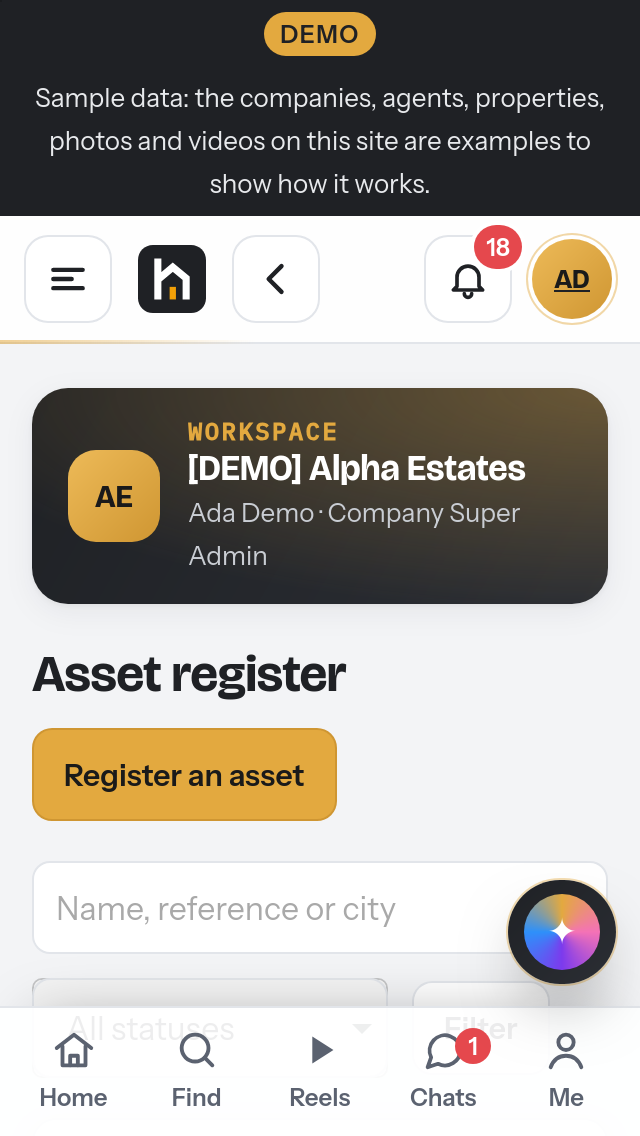 DEMO
Sample data: the companies, agents, properties,
photos and videos on this site are examples to
show how it works.
18
AD
WORKSPACE
AE
[DEMO] Alpha Estates
Ada Demo · Company Super
Admin
Asset register
Register an asset
Name, reference or city
All statuses
Filter
1
Home
Find
Reels
Chats
Me